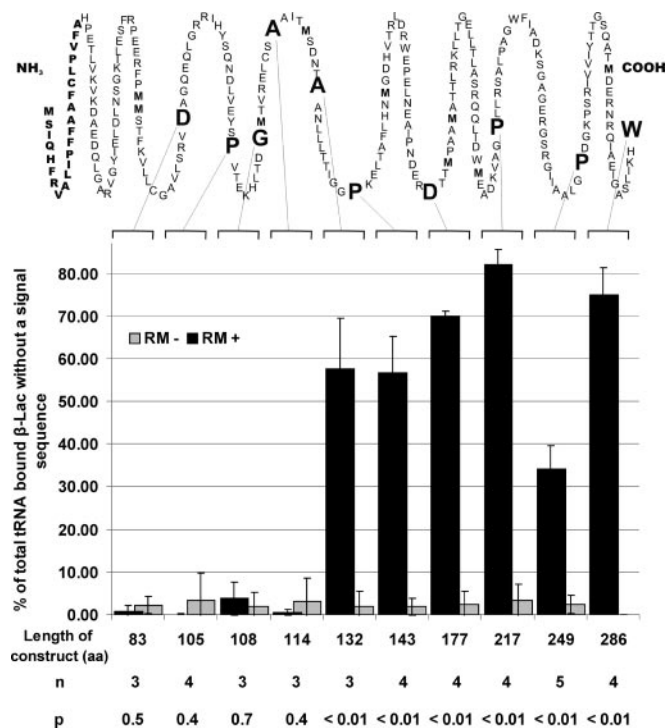 NH₃
COOH
MSIQHFRVALIPFFAAFCLPVFAHPETLVKVKDAEDQLGARVGYIELDLNSGKILESFRPEERFPMMSTFKVLLCGAVLSRVDAGQEQLGRRIHYSQNDLVEYSPVTEKHLTDGMTVRELCSAAITMSDNTAANLLLTTIGGPKELTAFLHNMGDHVTRLDRWEPELNEAIPNDERDTTMPAAMATTLRKLLTGELLTLASRQQLIDWMEADKVAGPLLRSALPAGWFIADKSGAGERGSRGIIAALGPDGKPSRIVVIYTTGSQATMDERNRQIAEIGASLIKHW
% of total tRNA bound β-Lac without a signal
sequence
80.00
70.00
60.00
50.00
40.00
30.00
20.00
10.00
0.00
RM - RM +
Length of construct (aa) 83 105 108 114 132 143 177 217 249 286
n 3 4 3 3 3 4 4 4 5 4
p 0.5 0.4 0.7 0.4 < 0.01 < 0.01 < 0.01 < 0.01 < 0.01 < 0.01